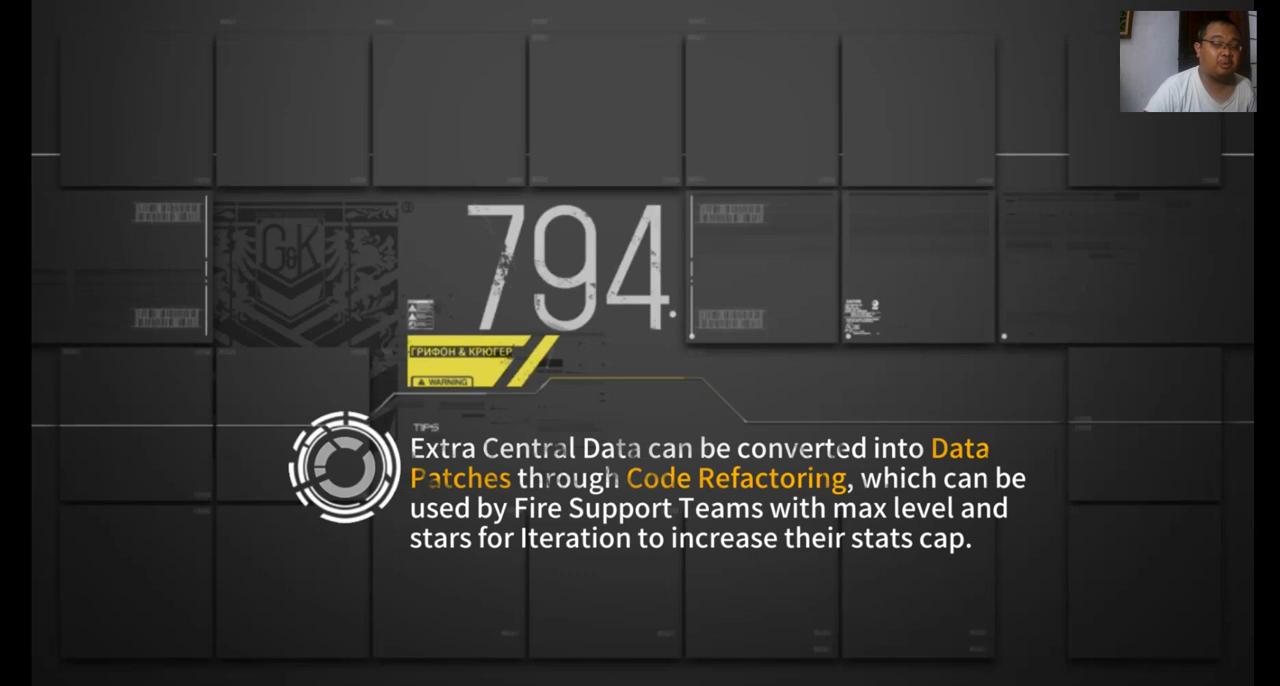 G&K
794.
ГРИФОН & КРЮГЕР
WARNING
TIPS
Extra Central Data can be converted into Data
Patches through Code Refactoring, which can be
used by Fire Support Teams with max level and
stars for Iteration to increase their stats cap.